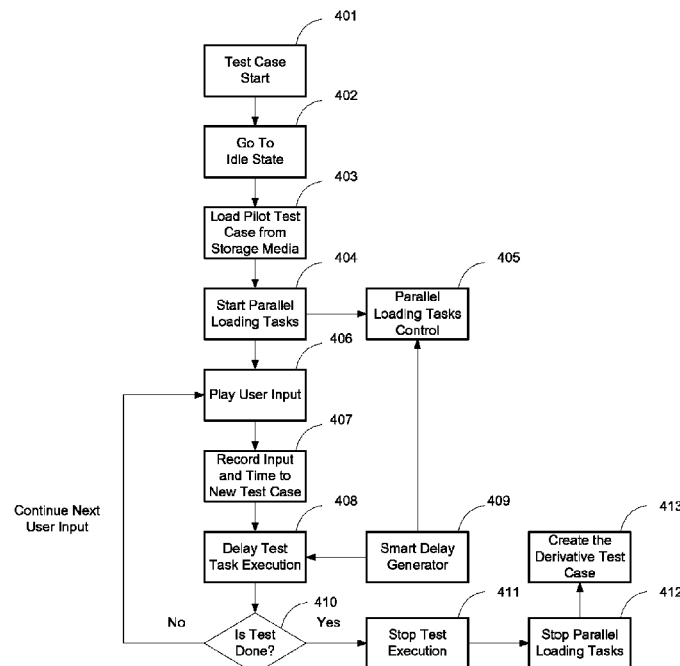 401
Test Case
Start
402
Go To
Idle State
403
Load Pilot Test
Case from
Storage Media
404
Start Parallel
Loading Tasks
405
Parallel
Loading Tasks
Control
406
Play User Input
407
Record Input
and Time to
New Test Case
Continue Next
User Input
408
Delay Test
Task Execution
409
Smart Delay
Generator
413
Create the
Derivative Test
Case
410
No
Is Test
Done?
Yes
411
Stop Test
Execution
412
Stop Parallel
Loading Tasks